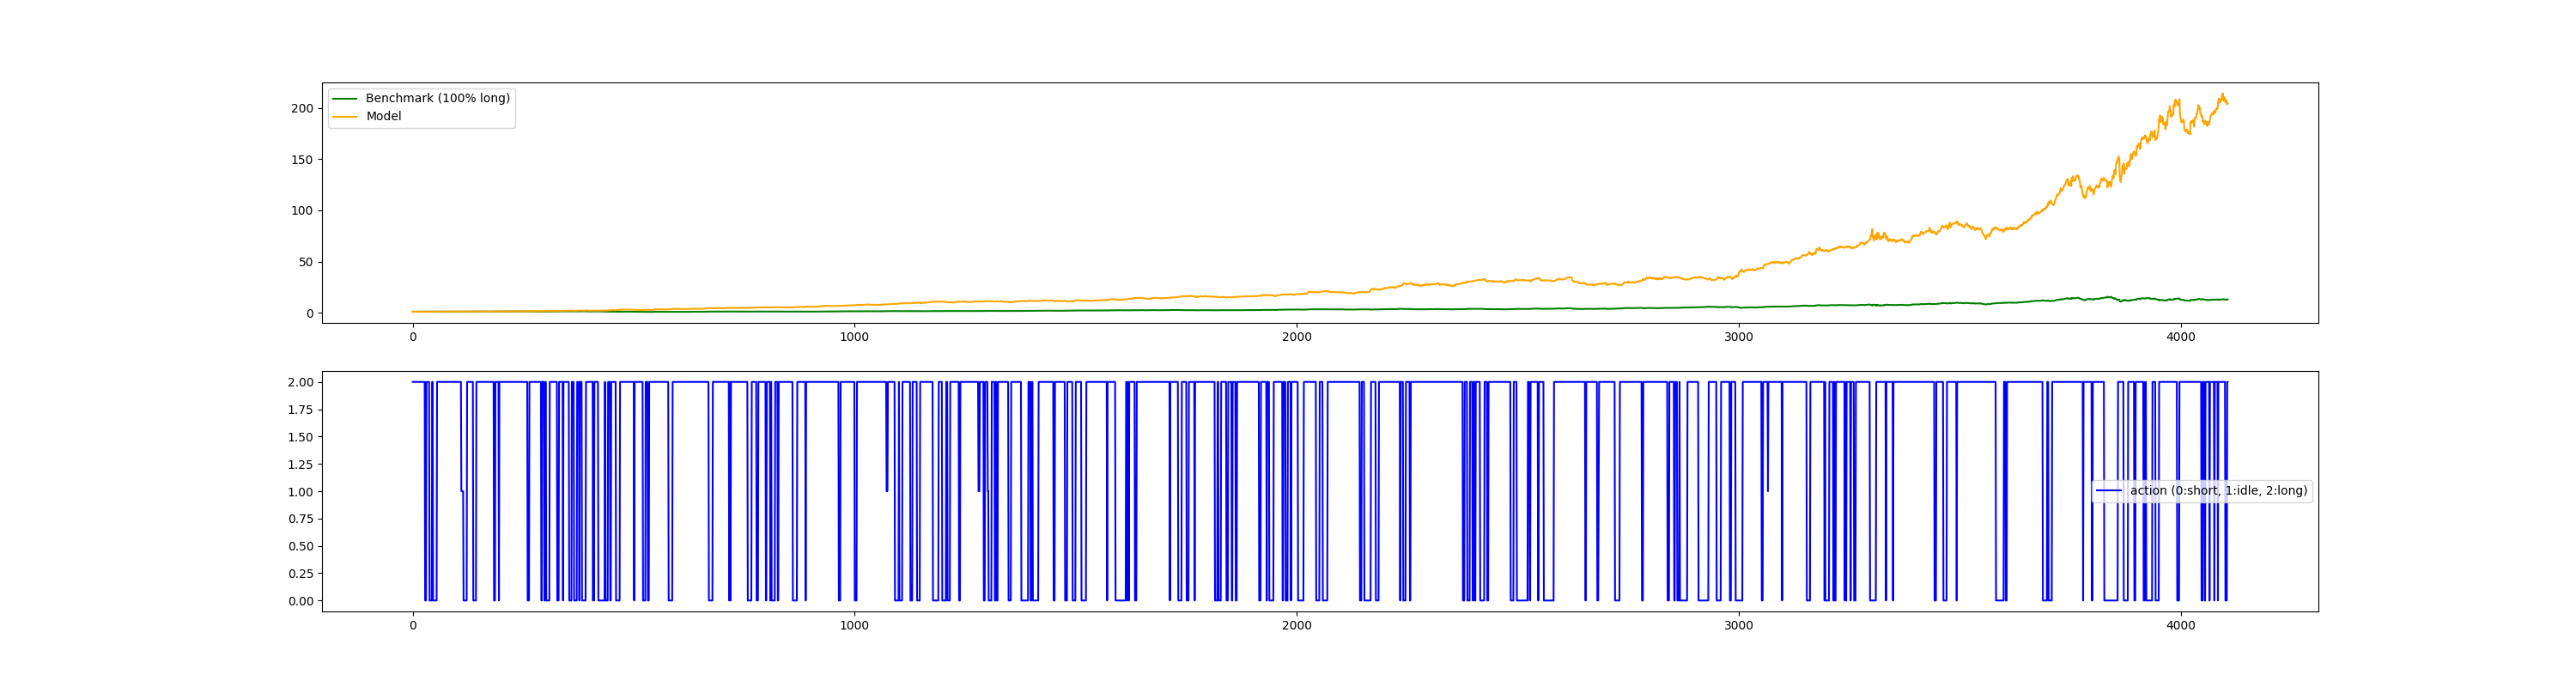 Benchmark (100% long)
Model
200
150
100
50
0
0 1000 2000 3000 4000
2.00
1.75
1.50
1.25
1.00
action (0:short, 1:idle, 2:long)
0.75
0.50
0.25
0.00
0 1000 2000 3000 4000